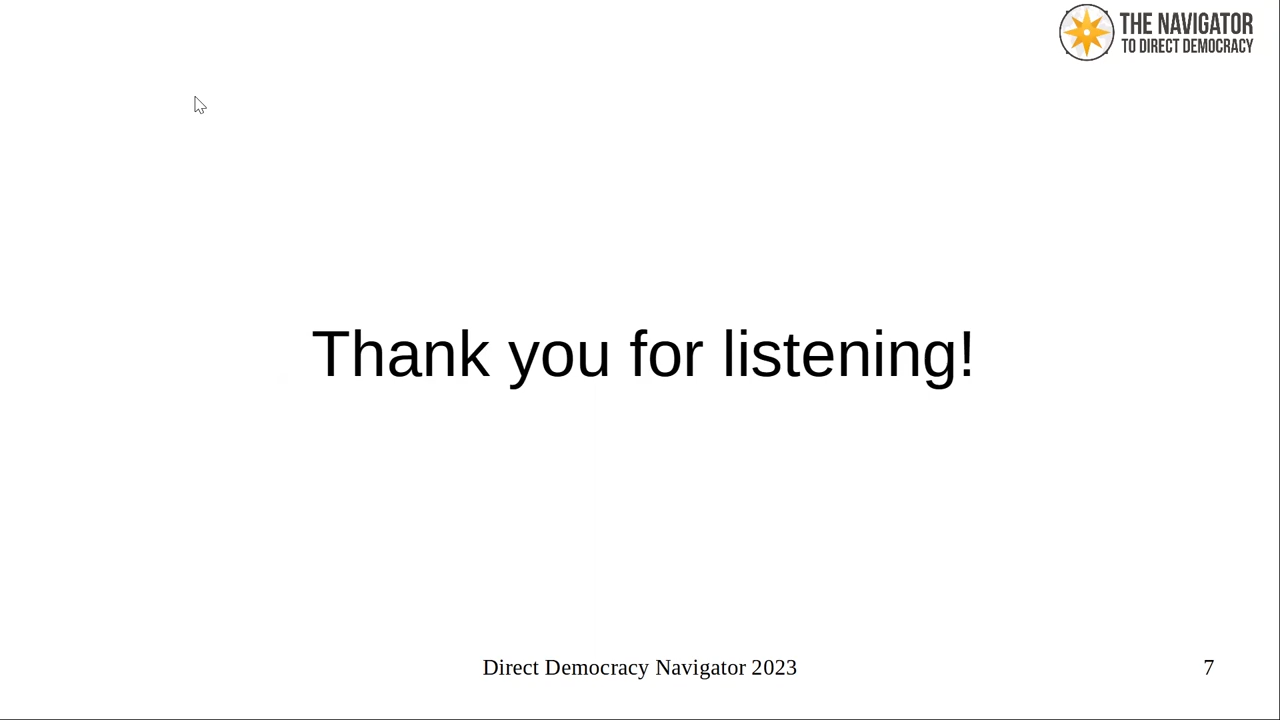 THE NAVIGATOR
TO DIRECT DEMOCRACY
Thank you for listening!
Direct Democracy Navigator 2023
7